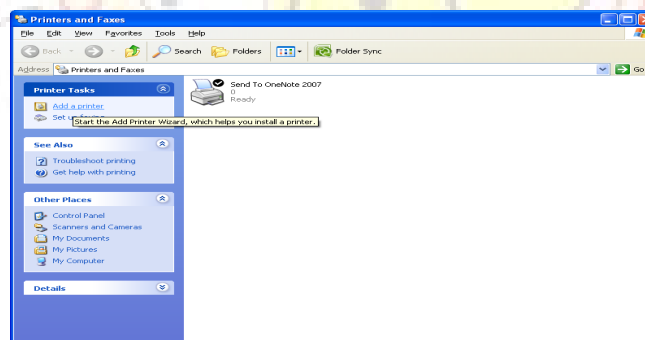 Printers and Faxes
File Edit View Favorites Tools Help
Back Search Folders Folder Sync
Address Printers and Faxes Go
Printer Tasks
Add a printer
Set up faxing
Start the Add Printer Wizard, which helps you install a printer.
Send To OneNote 2007
0
Ready
See Also
Troubleshoot printing
Get help with printing
Other Places
Control Panel
Scanners and Cameras
My Documents
My Pictures
My Computer
Details